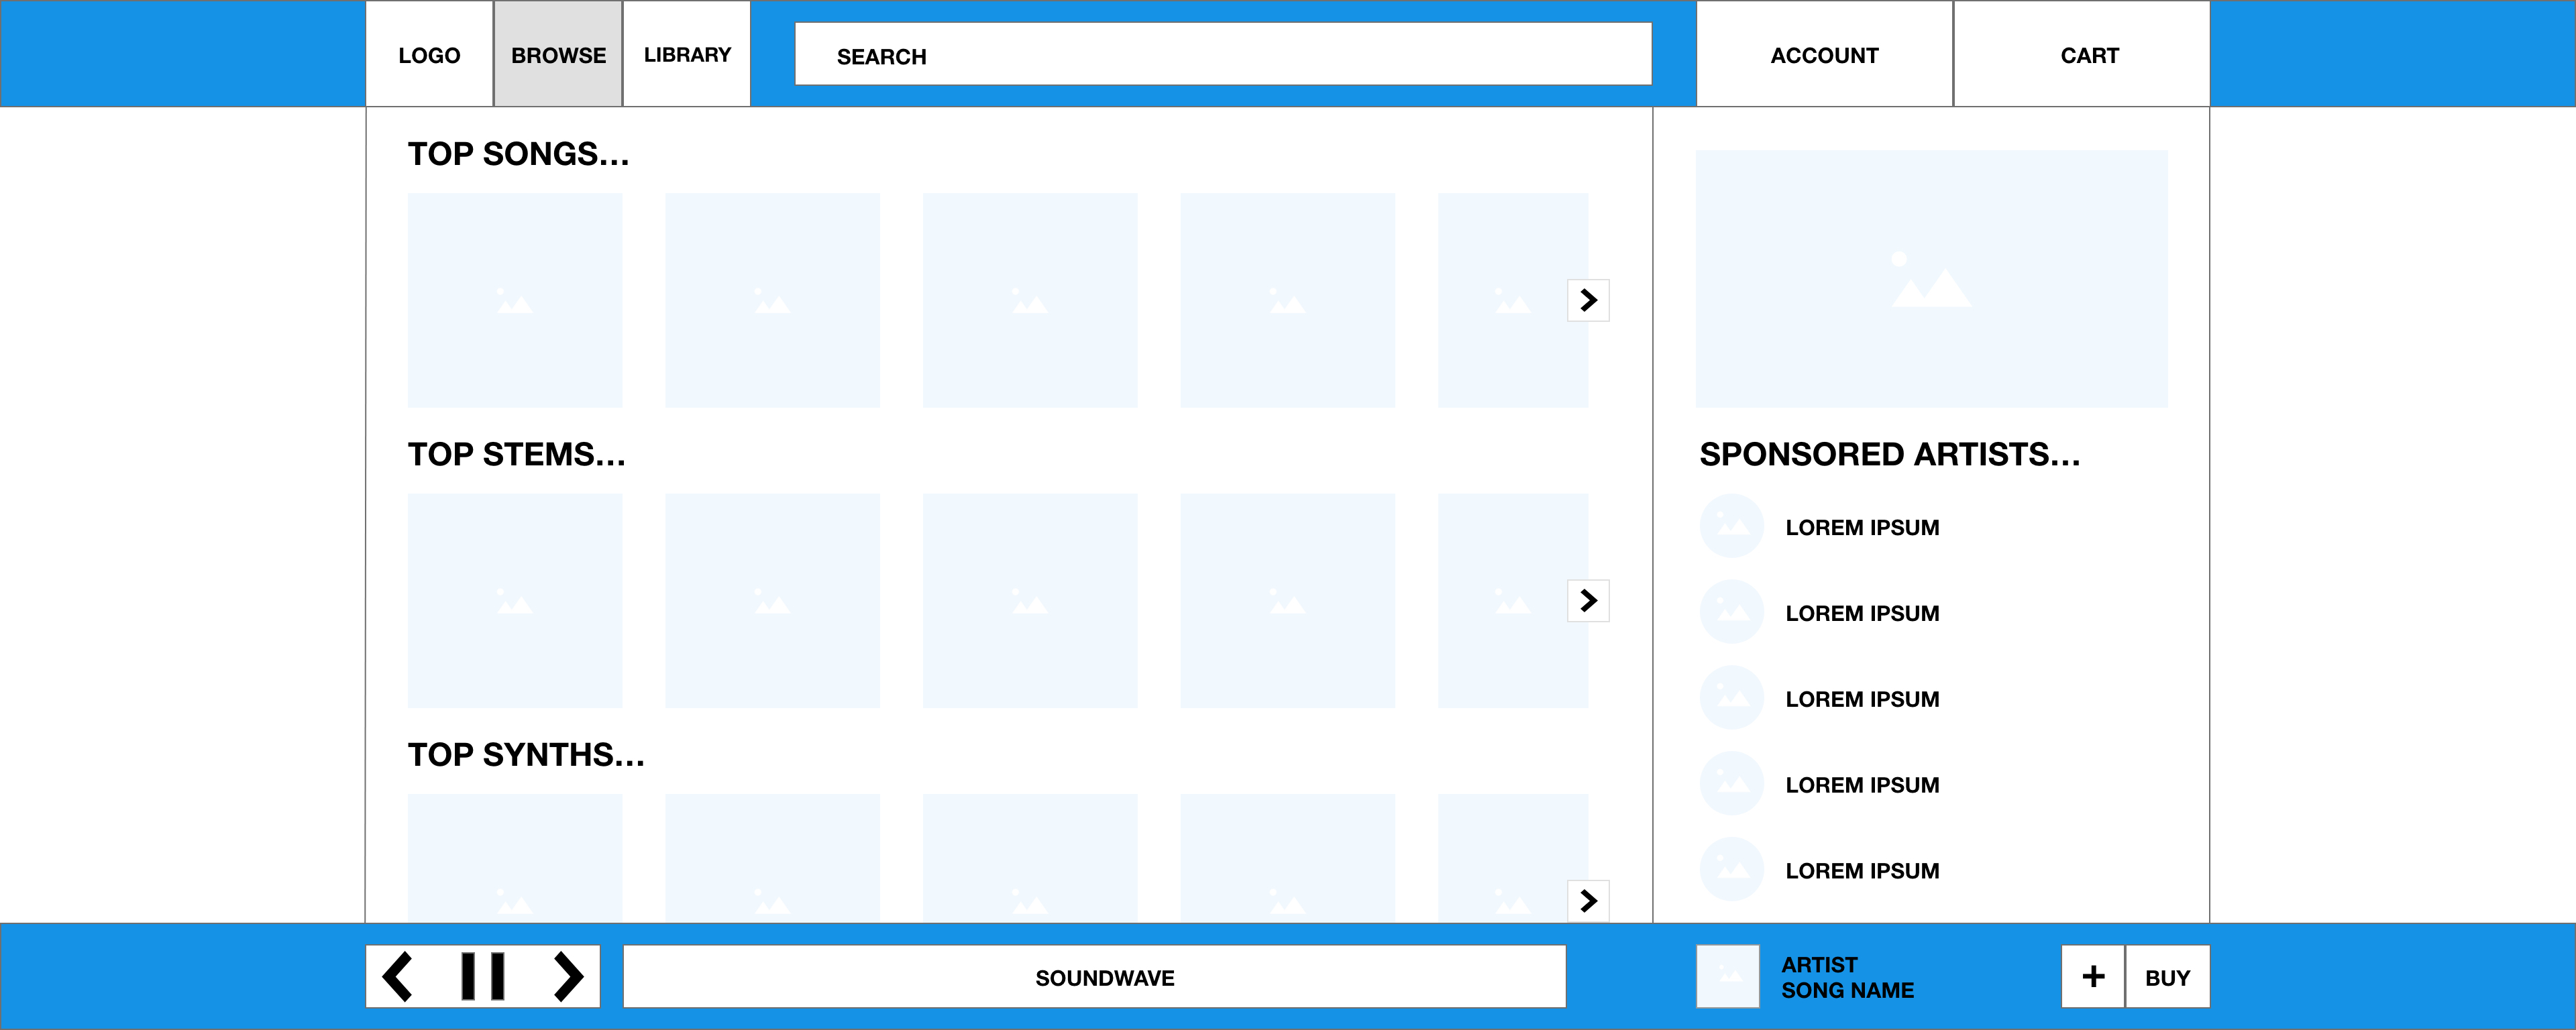 LOGO
BROWSE
LIBRARY
SEARCH
ACCOUNT
CART
TOP SONGS...
TOP STEMS...
TOP SYNTHS...
SPONSORED ARTISTS...
LOREM IPSUM
LOREM IPSUM
LOREM IPSUM
LOREM IPSUM
LOREM IPSUM
SOUNDWAVE
ARTIST
SONG NAME
+
BUY